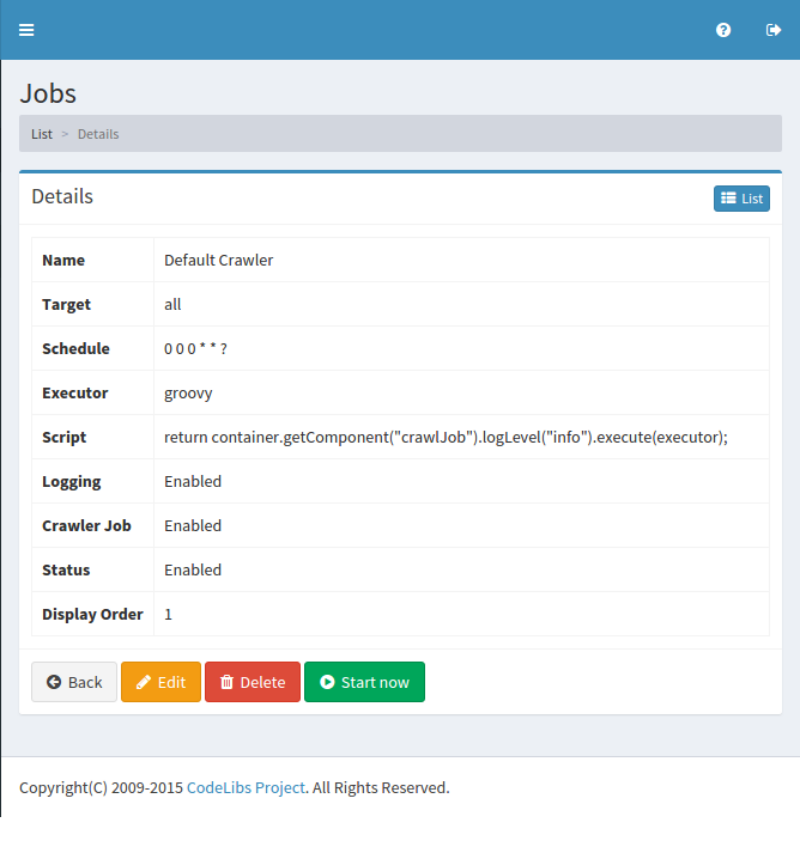 Jobs
List > Details
Details
List
Name Default Crawler
Target all
Schedule 0 0 0 * * ?
Executor groovy
Script return container.getComponent("crawlJob").logLevel("info").execute(executor);
Logging Enabled
Crawler Job Enabled
Status Enabled
Display Order 1
Back Edit Delete Start now
Copyright(C) 2009-2015 CodeLibs Project. All Rights Reserved.